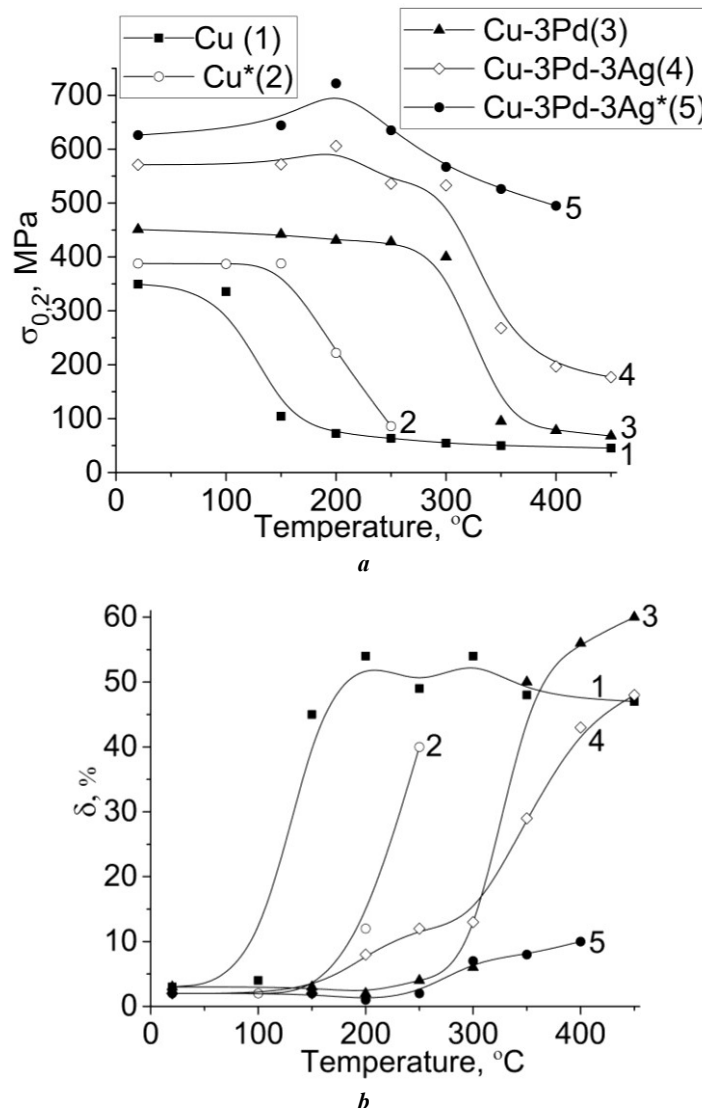 Cu (1)
Cu*(2)
Cu-3Pd(3)
Cu-3Pd-3Ag(4)
Cu-3Pd-3Ag*(5)
σ0,2, MPa
700
600
500
400
300
200
100
0
5
4
3
2
1
0 100 200 300 400
Temperature, °C
a
δ, %
60
50
40
30
20
10
0
3
1
2
4
5
0 100 200 300 400
Temperature, °C
b